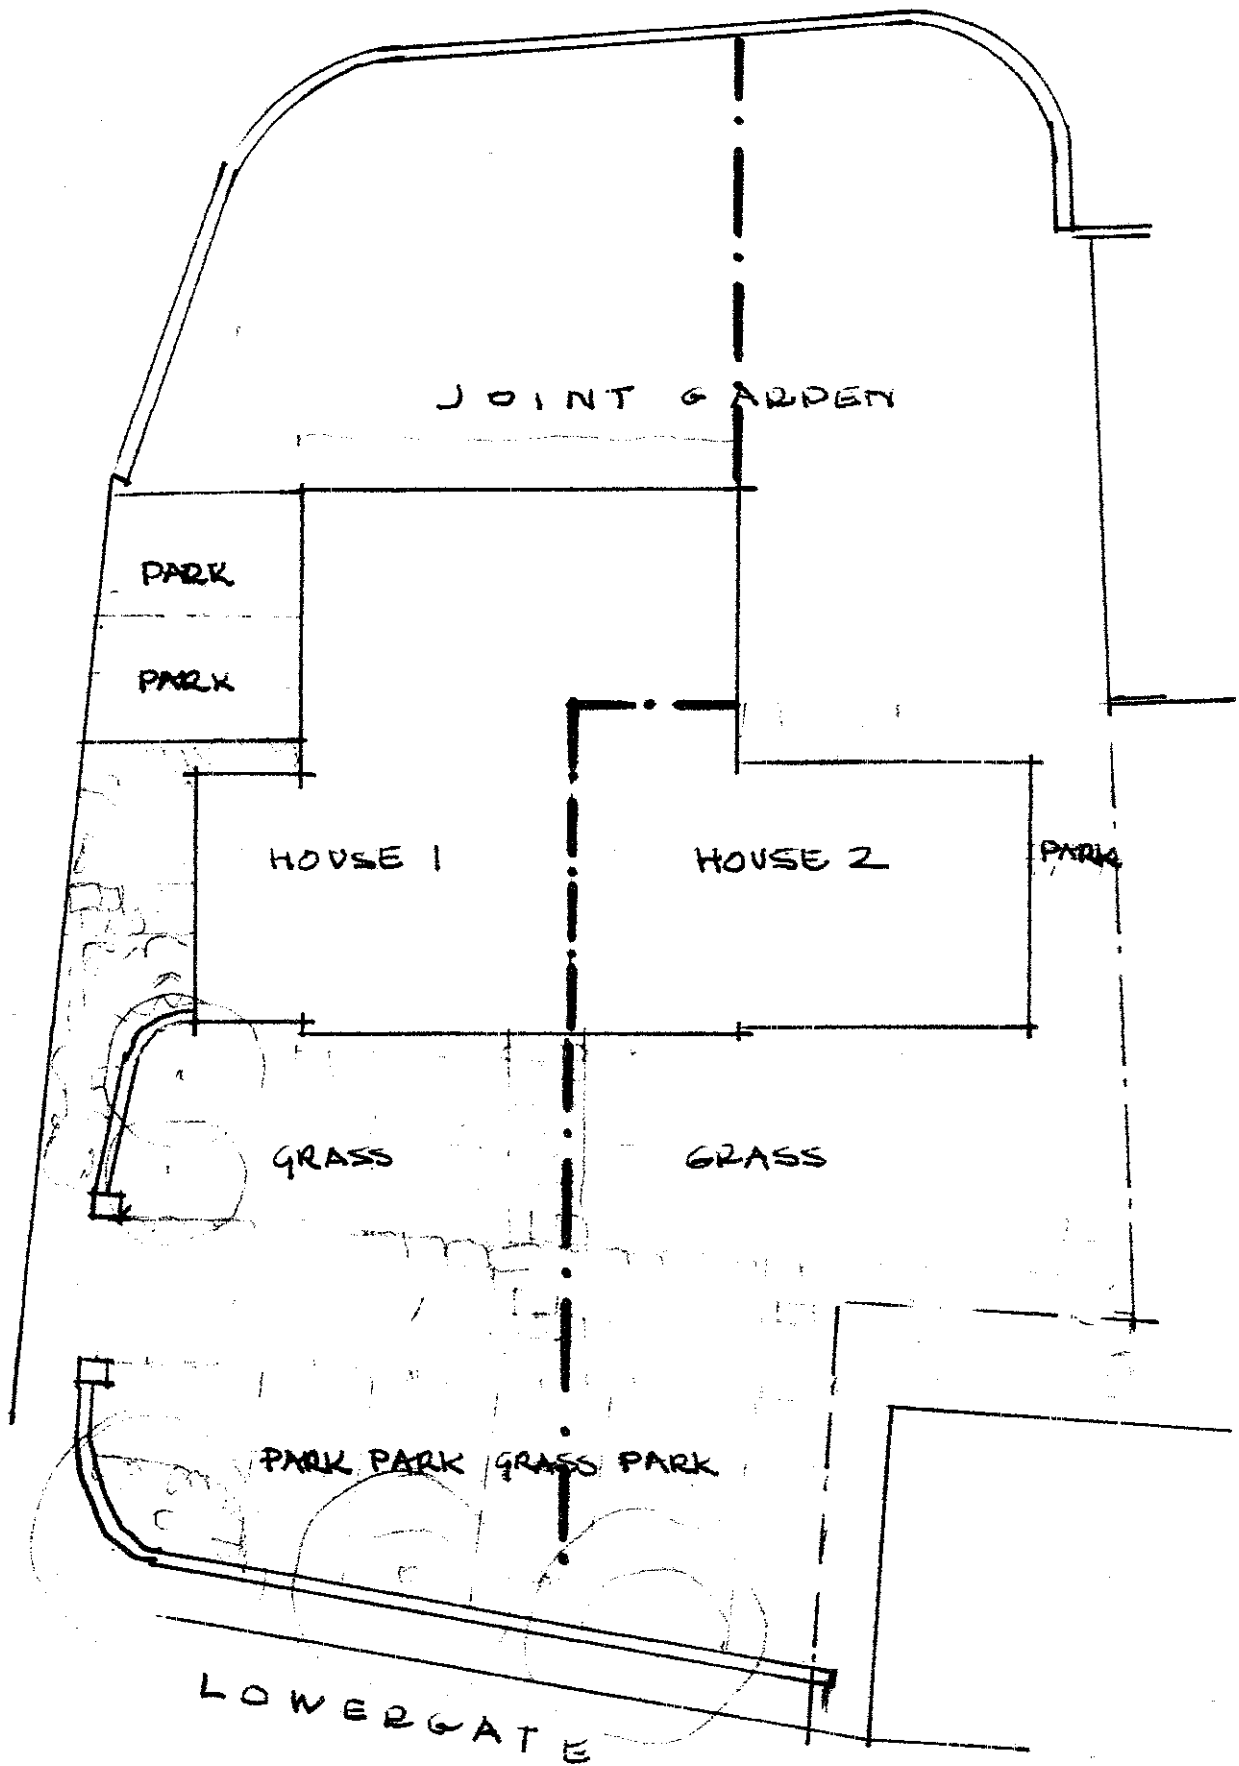 JOINT GARDEN
PARK
PARK
HOUSE 1
HOUSE 2
PARK
GRASS
GRASS
PARK PARK GRASS PARK
LOWERGATE